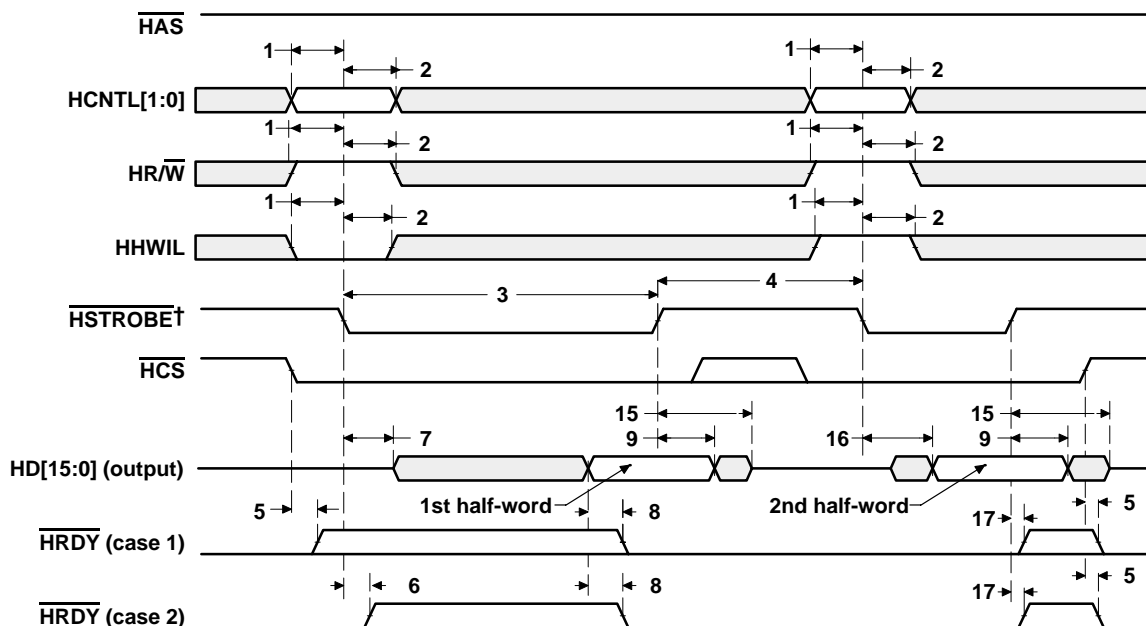 HAS
1 1
2 2
HCNTL[1:0]
1 1
2 2
HR/W
1 1
2 2
HHWIL
3 4
HSTROBE†
HCS
15 15
7 9 16 9
HD[15:0] (output)
5 1st half-word 8 2nd half-word 17 5
HRDY (case 1)
6 8 17 5
HRDY (case 2)